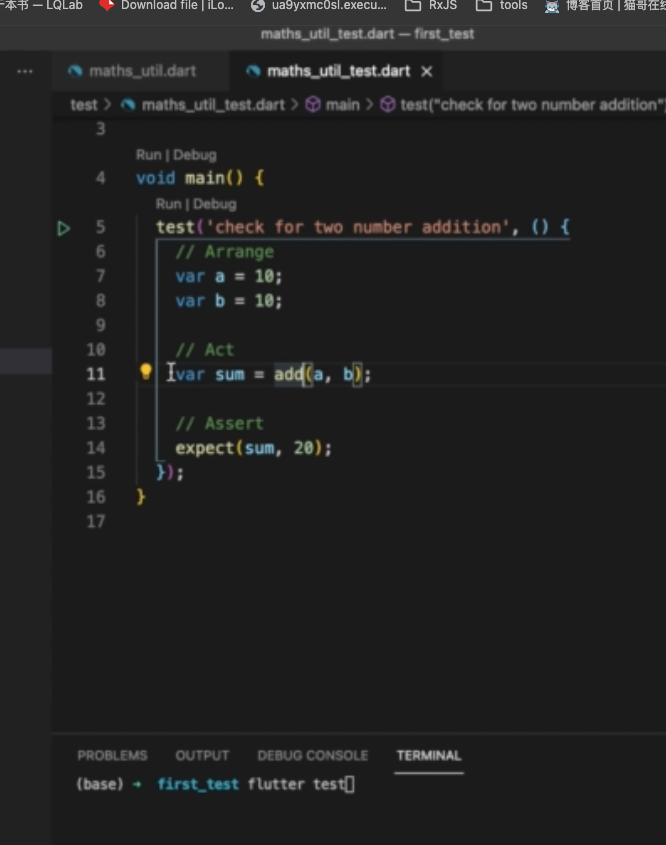 一本书 — LQLab Download file | iLo... ua9yxmc0sl.execu... RxJS tools 博客首页 | 猫哥在线
maths_util_test.dart — first_test
... maths_util.dart maths_util_test.dart ×
test > maths_util_test.dart > main > test("check for two number addition")
3
Run | Debug
4 void main() {
Run | Debug
5 test('check for two number addition', () {
6 // Arrange
7 var a = 10;
8 var b = 10;
9
10 // Act
11 var sum = add(a, b);
12
13 // Assert
14 expect(sum, 20);
15 });
16 }
17
PROBLEMS OUTPUT DEBUG CONSOLE TERMINAL
(base) → first_test flutter test